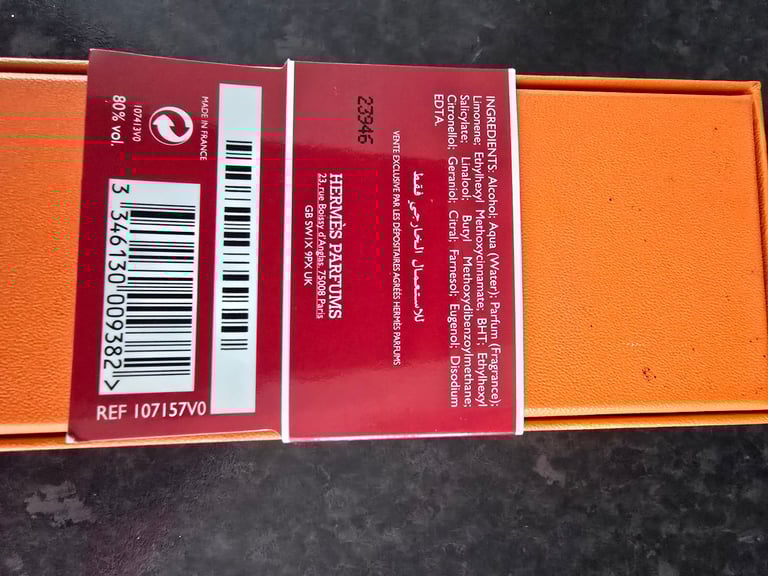 INGREDIENTS: Alcohol; Aqua (Water); Parfum (Fragrance);
Limonene; Ethylhexyl Methoxycinnamate; BHT; Ethylhexyl
Salicylate; Linalool; Butyl Methoxydibenzoylmethane;
Citronellol; Geraniol; Citral; Farnesol; Eugenol; Disodium
EDTA.
للاستعمال الخارجي فقط
VENTE EXCLUSIVE PAR LES DÉPOSITAIRES AGRÉÉS HERMÈS PARFUMS
23946
HERMÈS PARFUMS
23, rue Boissy d'Anglas, 75008 Paris
GB SW1X 9PX UK
MADE IN FRANCE
107413V0
80% vol.
3 346130 009382 >
REF 107157V0